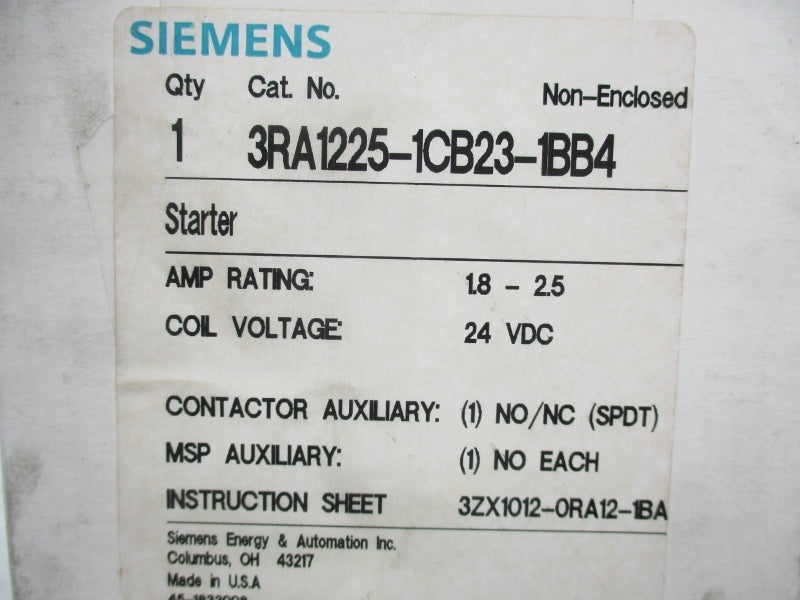 SIEMENS
Qty Cat. No. Non-Enclosed
1 3RA1225-1CB23-1BB4
Starter
AMP RATING: 1.8 - 2.5
COIL VOLTAGE: 24 VDC
CONTACTOR AUXILIARY: (1) NO/NC (SPDT)
MSP AUXILIARY: (1) NO EACH
INSTRUCTION SHEET 3ZX1012-0RA12-1BA
Siemens Energy & Automation Inc.
Columbus, OH 43217
Made in U.S.A